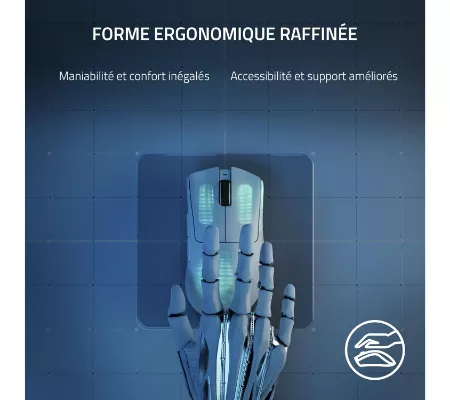 FORME ERGONOMIQUE RAFFINÉE
Maniabilité et confort inégalés
Accessibilité et support améliorés